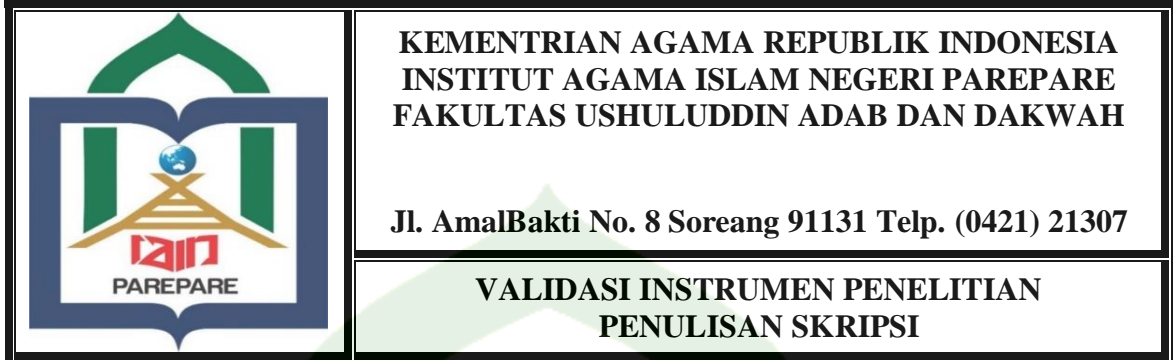 iain
PAREPARE
KEMENTRIAN AGAMA REPUBLIK INDONESIA
INSTITUT AGAMA ISLAM NEGERI PAREPARE
FAKULTAS USHULUDDIN ADAB DAN DAKWAH
Jl. AmalBakti No. 8 Soreang 91131 Telp. (0421) 21307
VALIDASI INSTRUMEN PENELITIAN
PENULISAN SKRIPSI